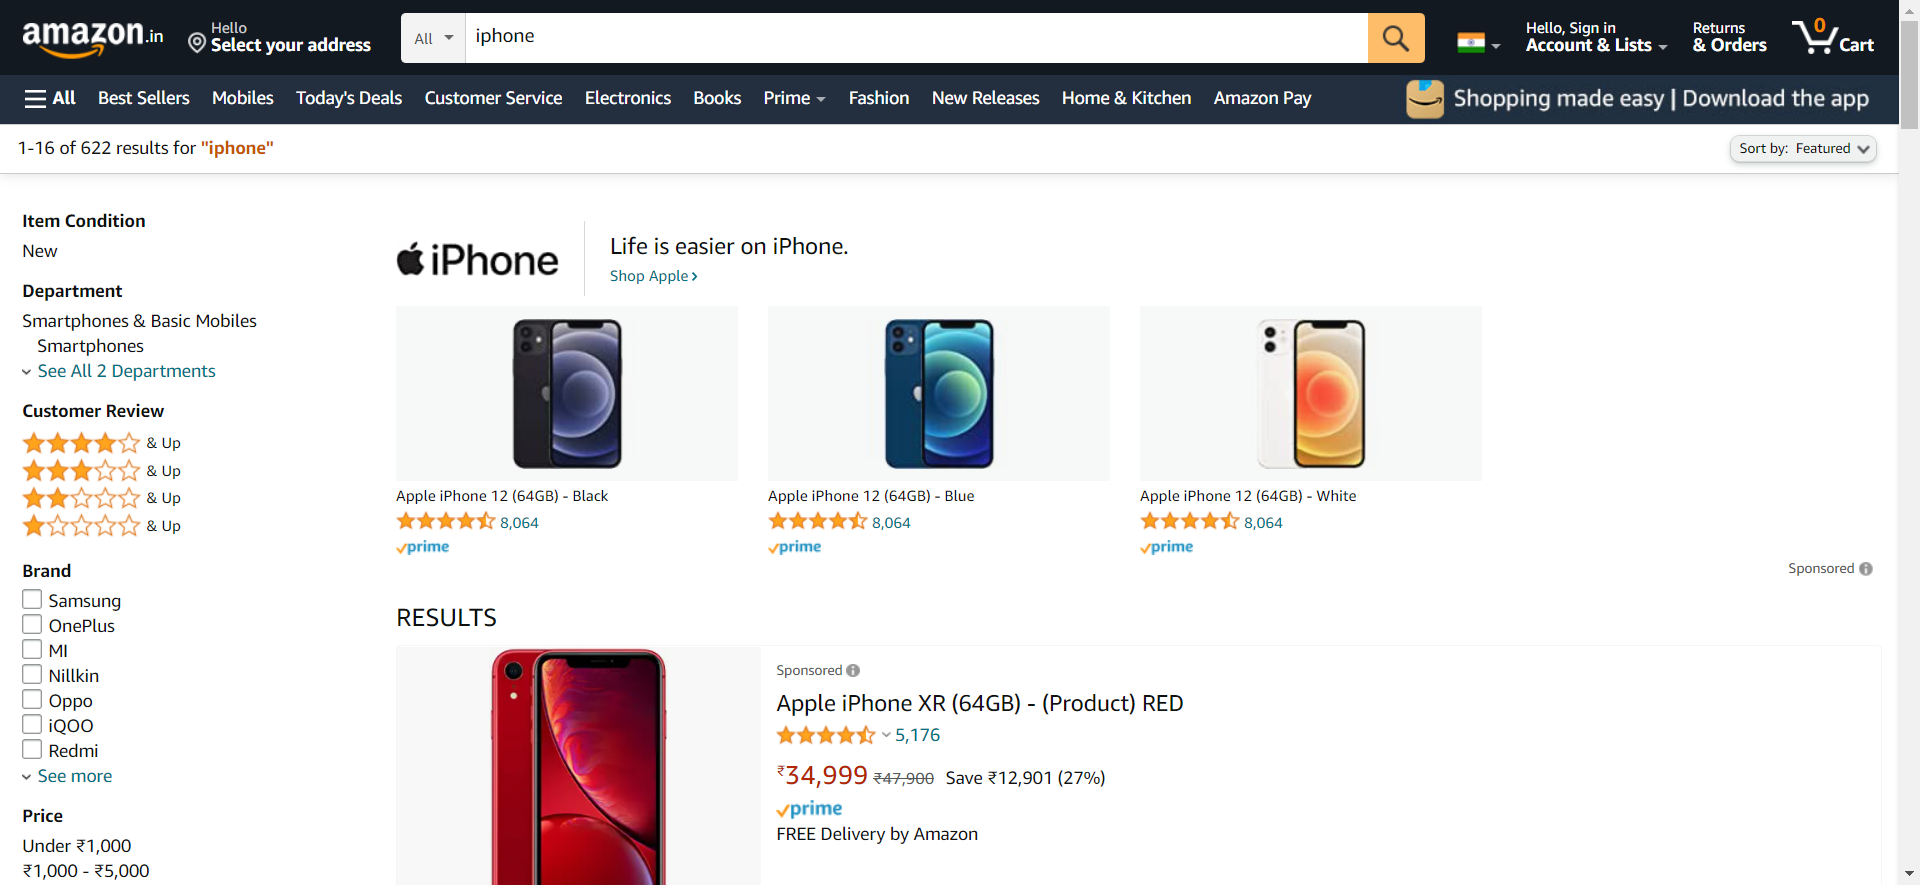 amazon.in
Hello
Select your address
All
iphone
Hello, Sign in
Account & Lists
Returns
& Orders
0
Cart
All Best Sellers Mobiles Today's Deals Customer Service Electronics Books Prime Fashion New Releases Home & Kitchen Amazon Pay
Shopping made easy | Download the app
1-16 of 622 results for "iphone"
Sort by: Featured
Item Condition
New
Department
Smartphones & Basic Mobiles
Smartphones
See All 2 Departments
Customer Review
& Up
& Up
& Up
& Up
Brand
Samsung
OnePlus
MI
Nillkin
Oppo
iQOO
Redmi
See more
Price
Under ₹1,000
₹1,000 - ₹5,000
iPhone
Life is easier on iPhone.
Shop Apple ›
Apple iPhone 12 (64GB) - Black
8,064
prime
Apple iPhone 12 (64GB) - Blue
8,064
prime
Apple iPhone 12 (64GB) - White
8,064
prime
Sponsored
RESULTS
Sponsored
Apple iPhone XR (64GB) - (Product) RED
5,176
₹34,999 ₹47,900 Save ₹12,901 (27%)
prime
FREE Delivery by Amazon